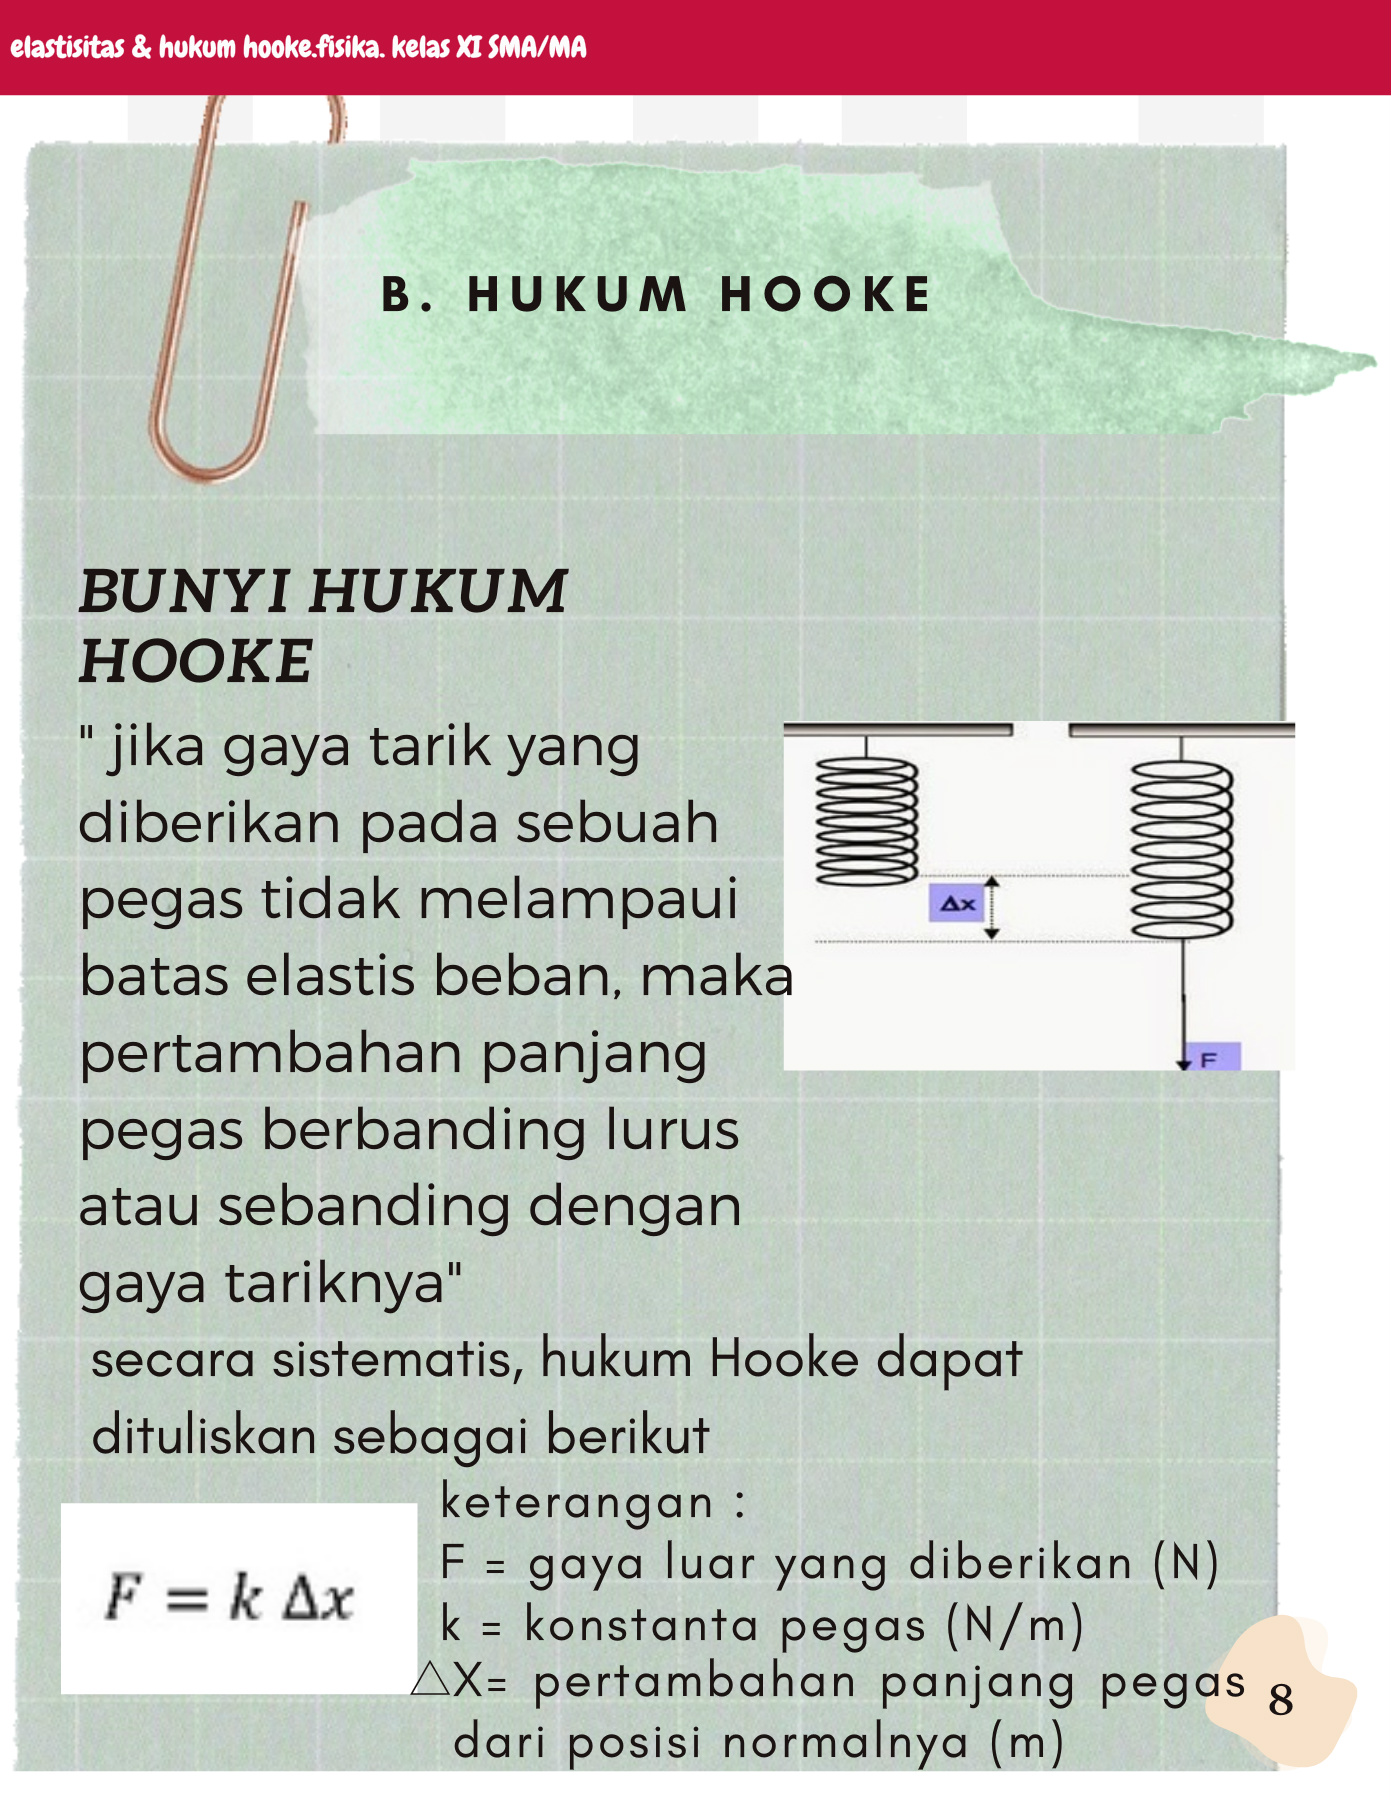 elastisitas & hukum hooke.fisika. kelas XI SMA/MA
B. HUKUM HOOKE
BUNYI HUKUM
HOOKE
" jika gaya tarik yang
diberikan pada sebuah
pegas tidak melampaui
batas elastis beban, maka
pertambahan panjang
pegas berbanding lurus
atau sebanding dengan
gaya tariknya"
Δx
F
secara sistematis, hukum Hooke dapat
dituliskan sebagai berikut
F = k Δx
keterangan :
F = gaya luar yang diberikan (N)
k = konstanta pegas (N/m)
△X= pertambahan panjang pegas
dari posisi normalnya (m)
8